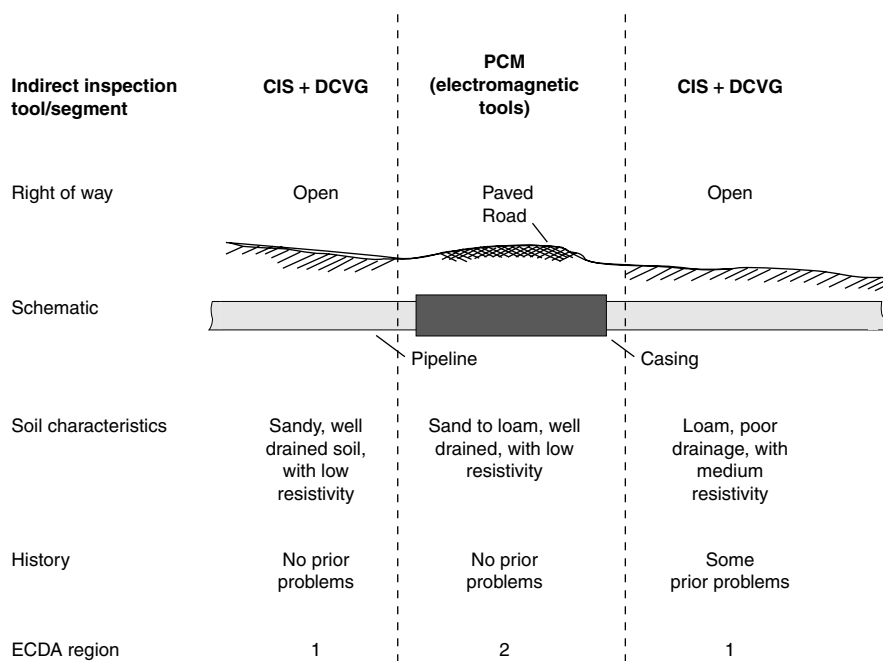 Indirect inspection
tool/segment
CIS + DCVG
PCM
(electromagnetic
tools)
CIS + DCVG
Right of way
Open
Paved
Road
Open
Schematic
Pipeline
Casing
Soil characteristics
Sandy, well
drained soil,
with low
resistivity
Sand to loam, well
drained, with low
resistivity
Loam, poor
drainage, with
medium
resistivity
History
No prior
problems
No prior
problems
Some
prior problems
ECDA region
1
2
1